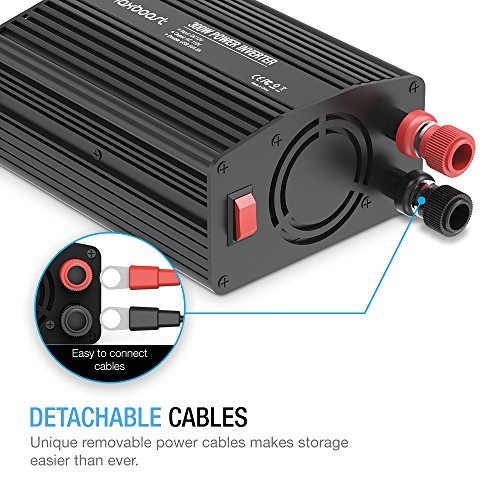 300W POWER INVERTER
Easy to connect
cables
DETACHABLE CABLES
Unique removable power cables makes storage
easier than ever.